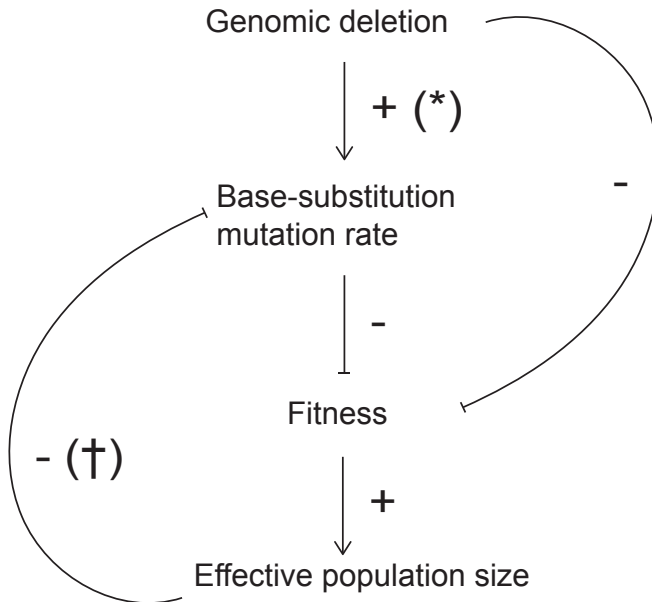 Genomic deletion
+ (*)
-
Base-substitution
mutation rate
-
Fitness
- (†)
+
Effective population size